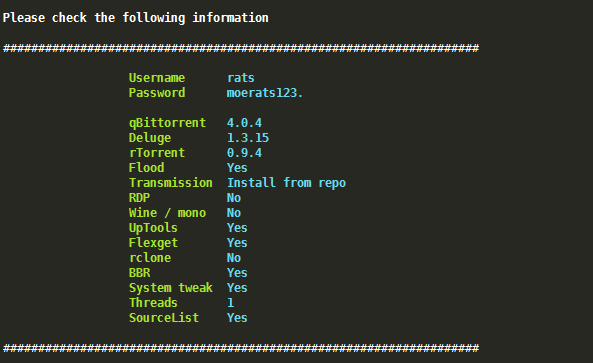 Please check the following information
####################################################################
Username rats
Password moerats123.
qBittorrent 4.0.4
Deluge 1.3.15
rTorrent 0.9.4
Flood Yes
Transmission Install from repo
RDP No
Wine / mono No
UpTools Yes
Flexget Yes
rclone No
BBR Yes
System tweak Yes
Threads 1
SourceList Yes
####################################################################